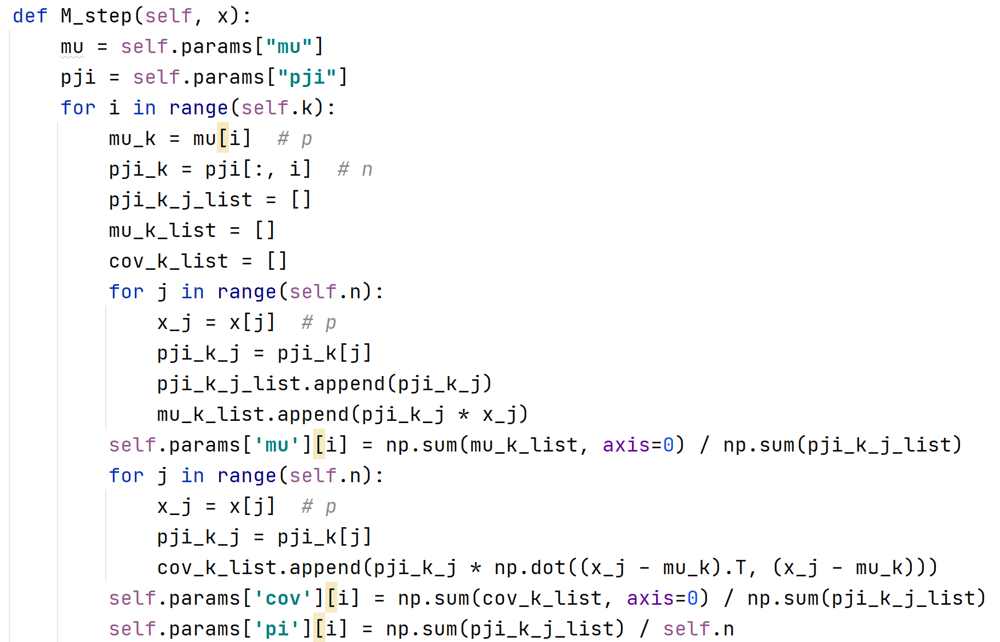 def M_step(self, x):
    mu = self.params["mu"]
    pji = self.params["pji"]
    for i in range(self.k):
        mu_k = mu[i]  # p
        pji_k = pji[:, i]  # n
        pji_k_j_list = []
        mu_k_list = []
        cov_k_list = []
        for j in range(self.n):
            x_j = x[j]  # p
            pji_k_j = pji_k[j]
            pji_k_j_list.append(pji_k_j)
            mu_k_list.append(pji_k_j * x_j)
        self.params['mu'][i] = np.sum(mu_k_list, axis=0) / np.sum(pji_k_j_list)
        for j in range(self.n):
            x_j = x[j]  # p
            pji_k_j = pji_k[j]
            cov_k_list.append(pji_k_j * np.dot((x_j - mu_k).T, (x_j - mu_k)))
        self.params['cov'][i] = np.sum(cov_k_list, axis=0) / np.sum(pji_k_j_list)
        self.params['pi'][i] = np.sum(pji_k_j_list) / self.n